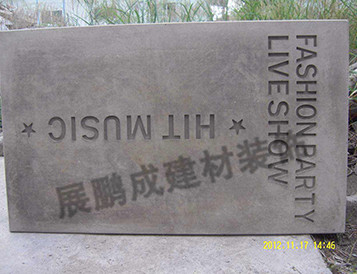 FASHION PARTY
LIVE SHOW
★ HIT MUSIC ★
展鹏成建材装
2012.11.17 14:46